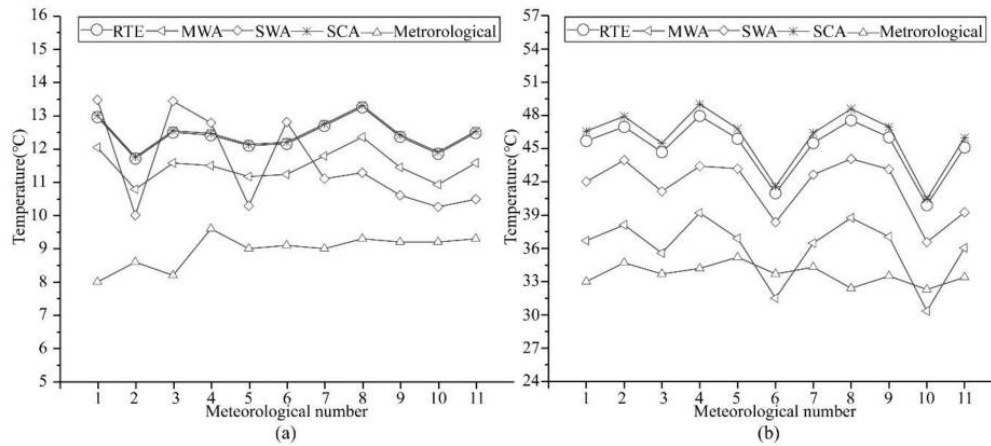 RTE MWA SWA SCA Metrorological
16
15
14
13
12
11
10
9
8
7
6
5
Temperature(°C)
1 2 3 4 5 6 7 8 9 10 11
Meteorological number
(a)
RTE MWA SWA SCA Metrorological
57
54
51
48
45
42
39
36
33
30
27
24
Temperature(°C)
1 2 3 4 5 6 7 8 9 10 11
Meteorological number
(b)